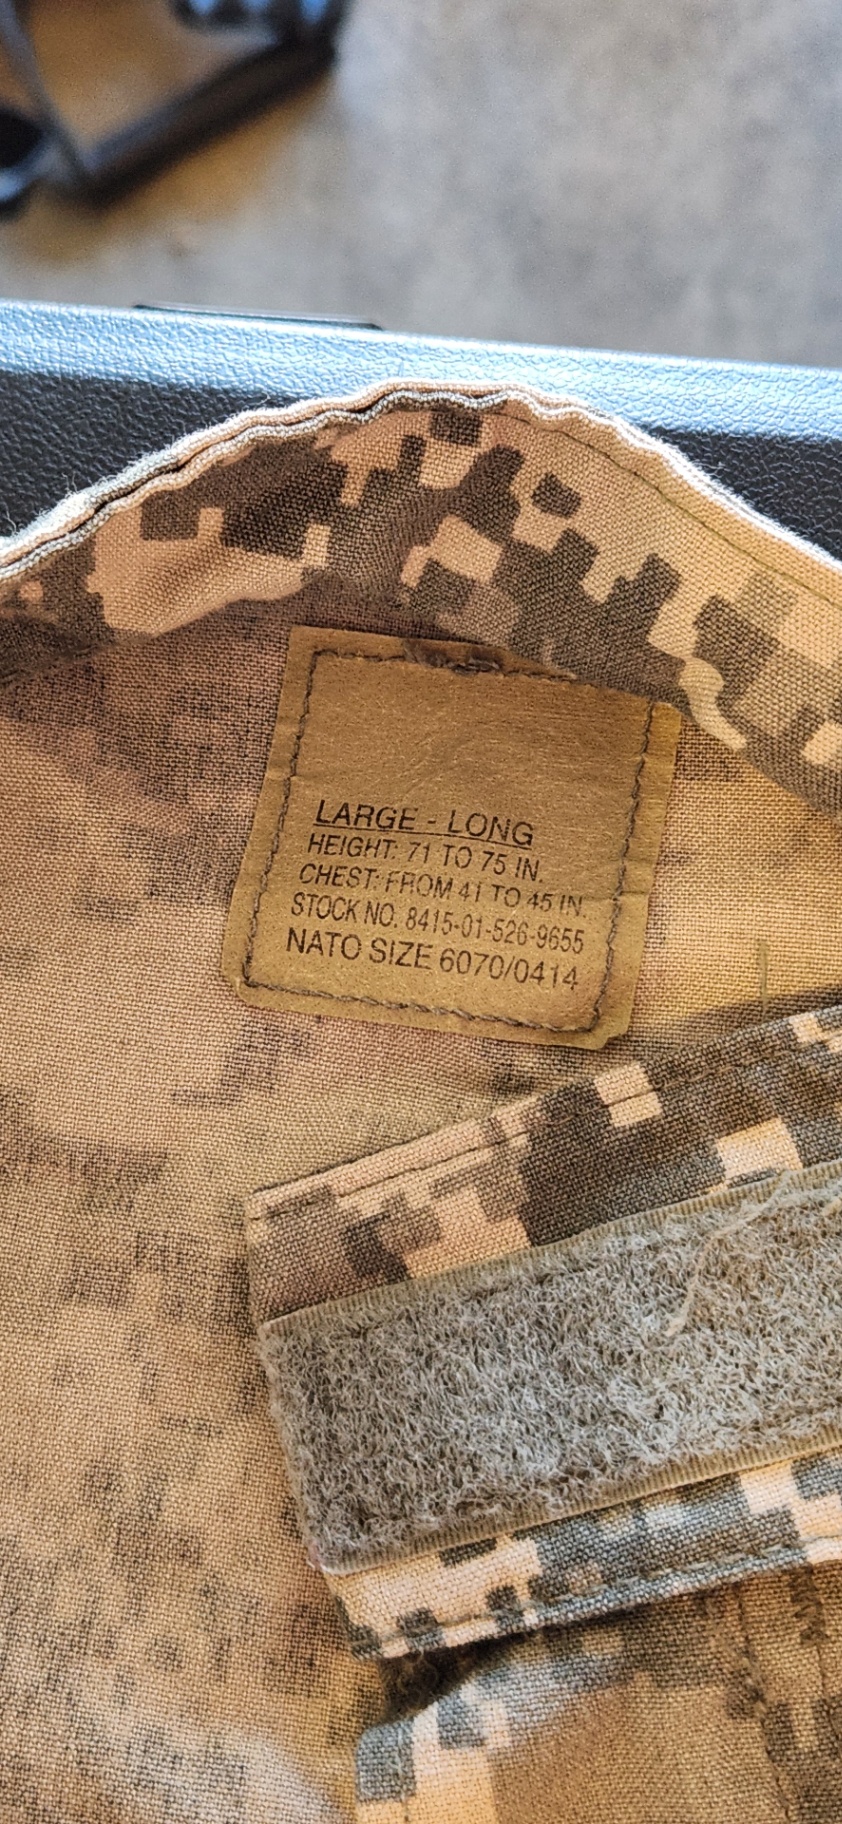 LARGE - LONG
HEIGHT: 71 TO 75 IN.
CHEST: FROM 41 TO 45 IN.
STOCK NO. 8415-01-526-9655
NATO SIZE 6070/0414